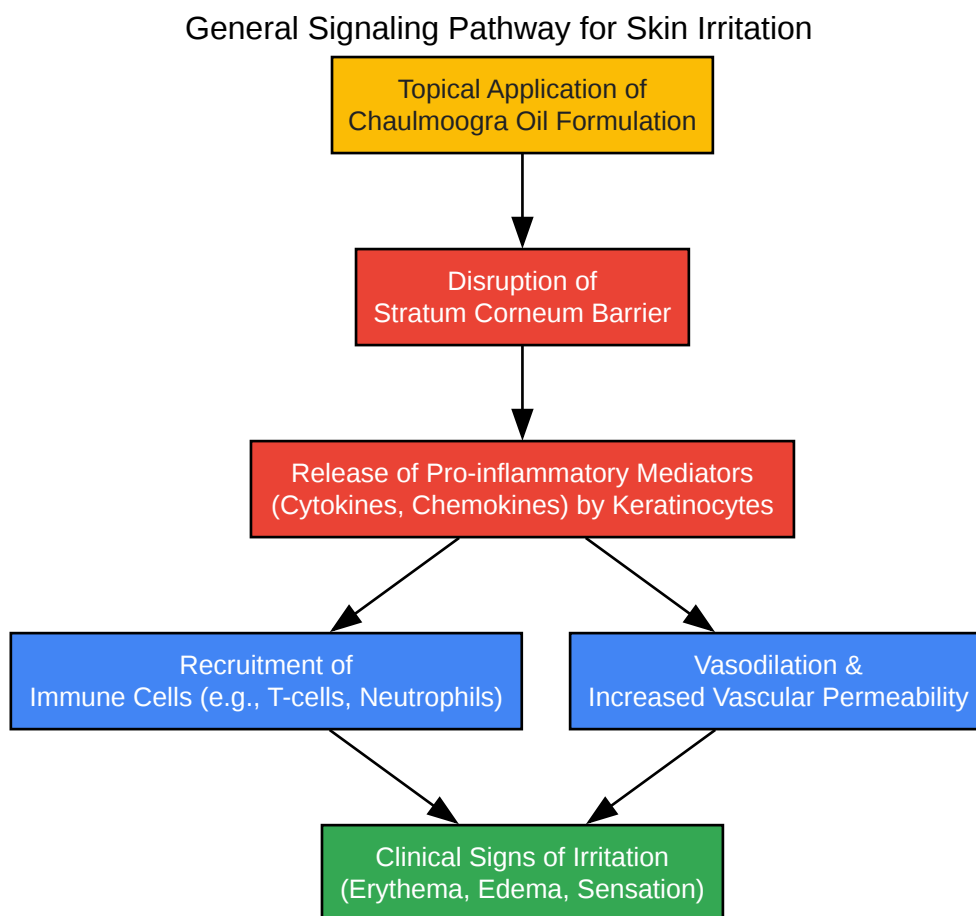 General Signaling Pathway for Skin Irritation
Topical Application of
Chaulmoogra Oil Formulation
Disruption of
Stratum Corneum Barrier
Release of Pro-inflammatory Mediators
(Cytokines, Chemokines) by Keratinocytes
Recruitment of
Immune Cells (e.g., T-cells, Neutrophils)
Vasodilation &
Increased Vascular Permeability
Clinical Signs of Irritation
(Erythema, Edema, Sensation)